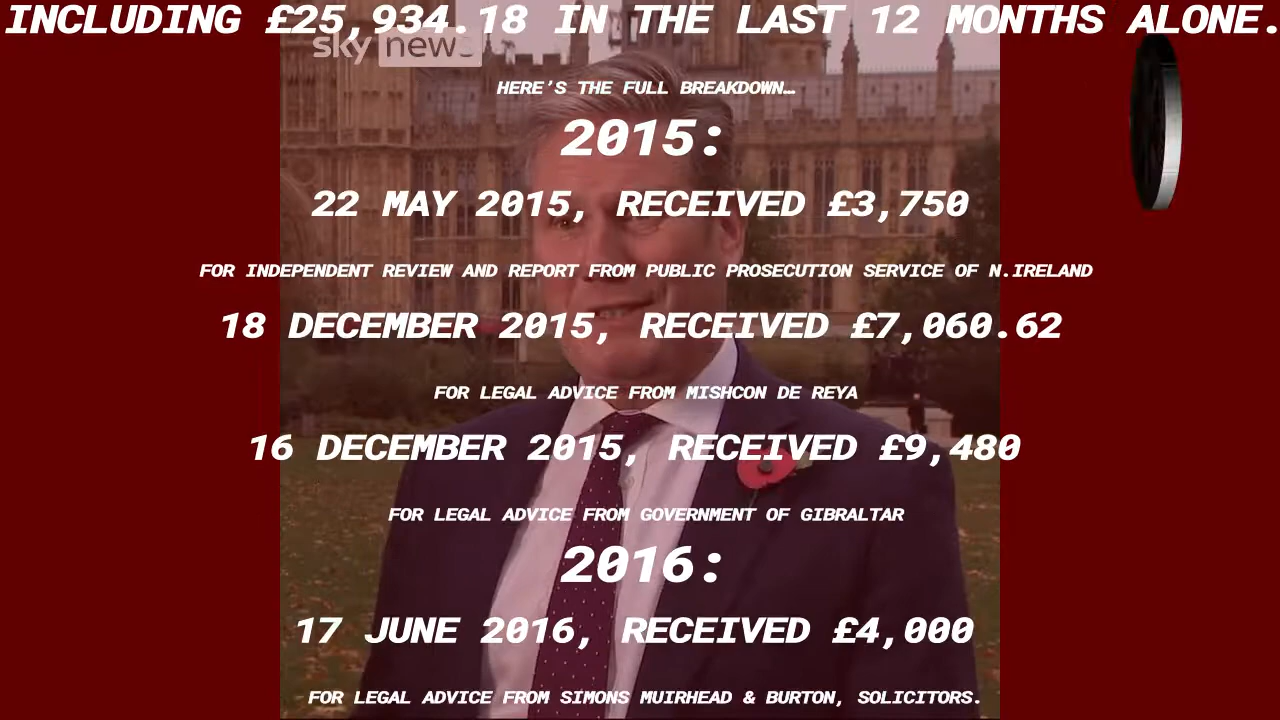 INCLUDING £25,934.18 IN THE LAST 12 MONTHS ALONE.
sky news
HERE'S THE FULL BREAKDOWN…
2015:
22 MAY 2015, RECEIVED £3,750
FOR INDEPENDENT REVIEW AND REPORT FROM PUBLIC PROSECUTION SERVICE OF N.IRELAND
18 DECEMBER 2015, RECEIVED £7,060.62
FOR LEGAL ADVICE FROM MISHCON DE REYA
16 DECEMBER 2015, RECEIVED £9,480
FOR LEGAL ADVICE FROM GOVERNMENT OF GIBRALTAR
2016:
17 JUNE 2016, RECEIVED £4,000
FOR LEGAL ADVICE FROM SIMONS MUIRHEAD & BURTON, SOLICITORS.